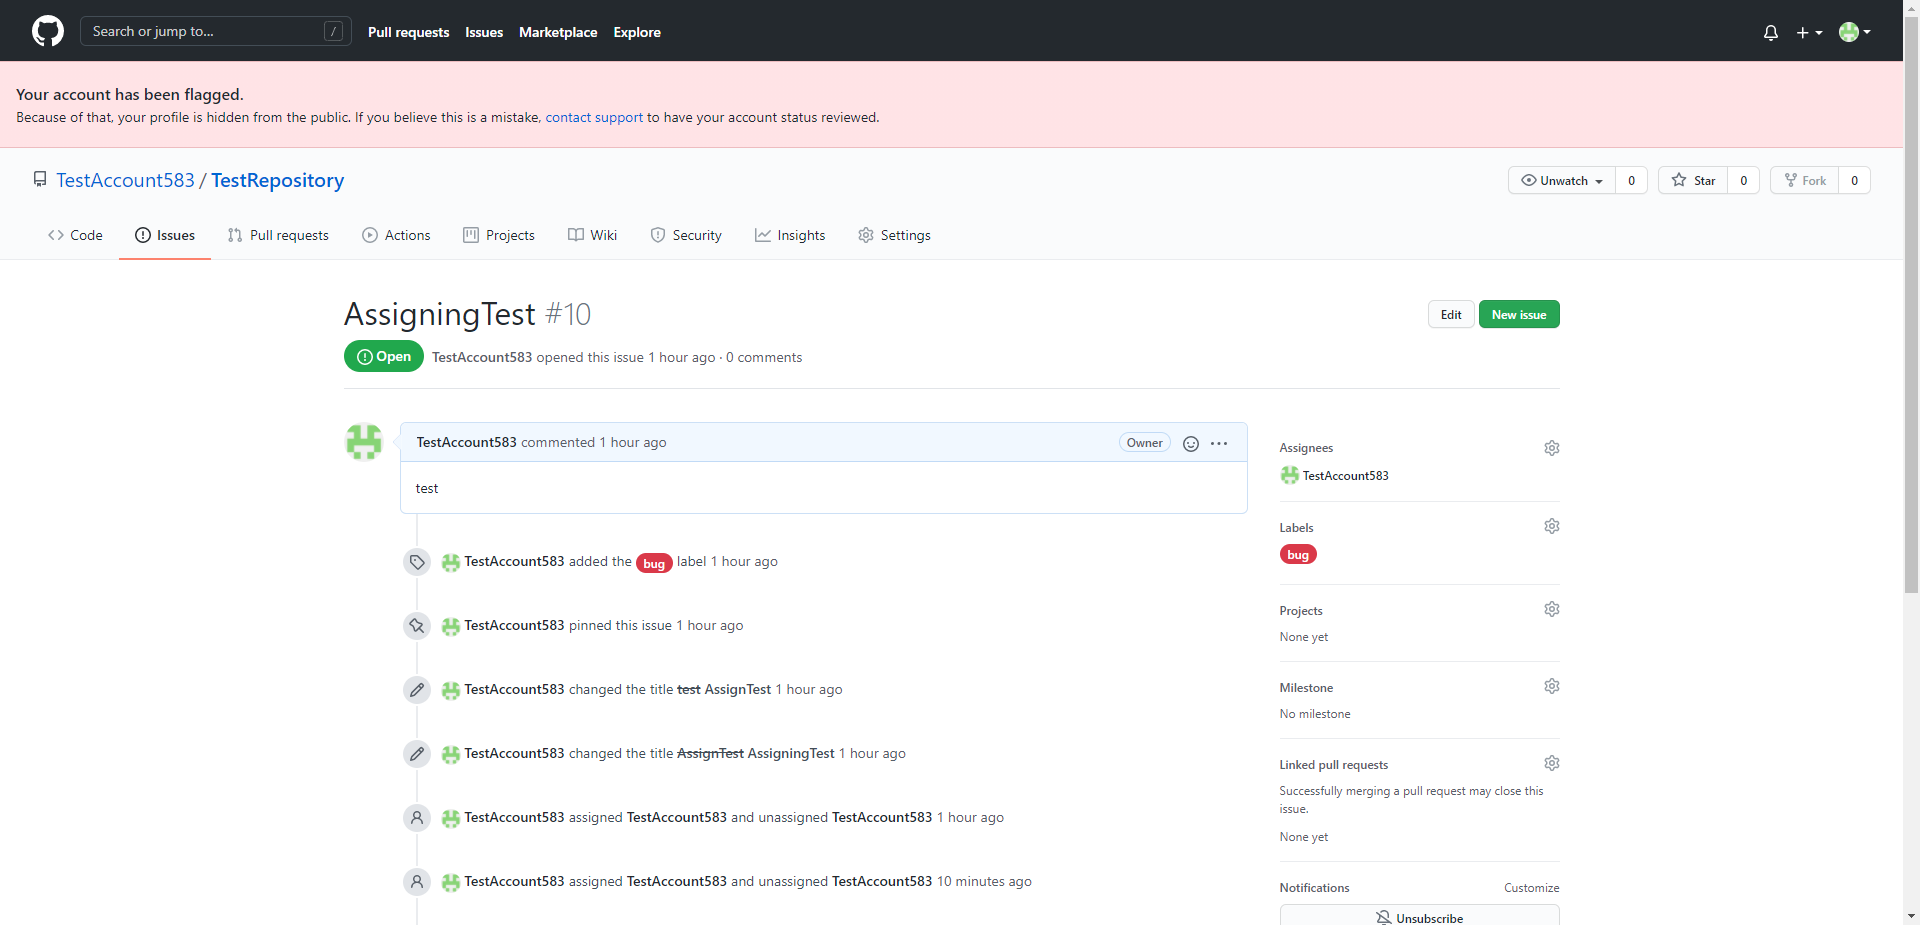 Search or jump to... /
Pull requests Issues Marketplace Explore
Your account has been flagged.
Because of that, your profile is hidden from the public. If you believe this is a mistake, contact support to have your account status reviewed.
TestAccount583 / TestRepository
Unwatch 0 Star 0 Fork 0
Code Issues Pull requests Actions Projects Wiki Security Insights Settings
AssigningTest #10
Edit New issue
Open TestAccount583 opened this issue 1 hour ago · 0 comments
TestAccount583 commented 1 hour ago Owner
test
TestAccount583 added the bug label 1 hour ago
TestAccount583 pinned this issue 1 hour ago
TestAccount583 changed the title test AssignTest 1 hour ago
TestAccount583 changed the title AssignTest AssigningTest 1 hour ago
TestAccount583 assigned TestAccount583 and unassigned TestAccount583 1 hour ago
TestAccount583 assigned TestAccount583 and unassigned TestAccount583 10 minutes ago
Assignees
TestAccount583
Labels
bug
Projects
None yet
Milestone
No milestone
Linked pull requests
Successfully merging a pull request may close this
issue.
None yet
Notifications Customize
Unsubscribe